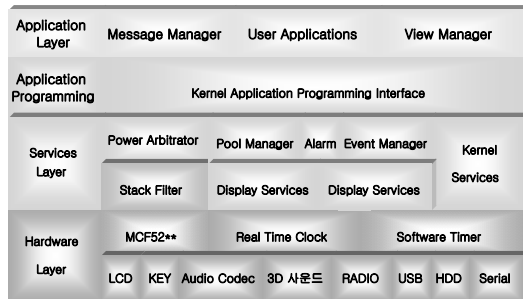 Application
Layer
Message Manager
User Applications
View Manager
Application
Programming
Kernel Application Programming Interface
Services
Layer
Power Arbitrator
Pool Manager
Alarm
Event Manager
Kernel
Services
Stack Filter
Display Services
Display Services
Hardware
Layer
MCF52**
Real Time Clock
Software Timer
LCD
KEY
Audio Codec
3D 사운드
RADIO
USB
HDD
Serial